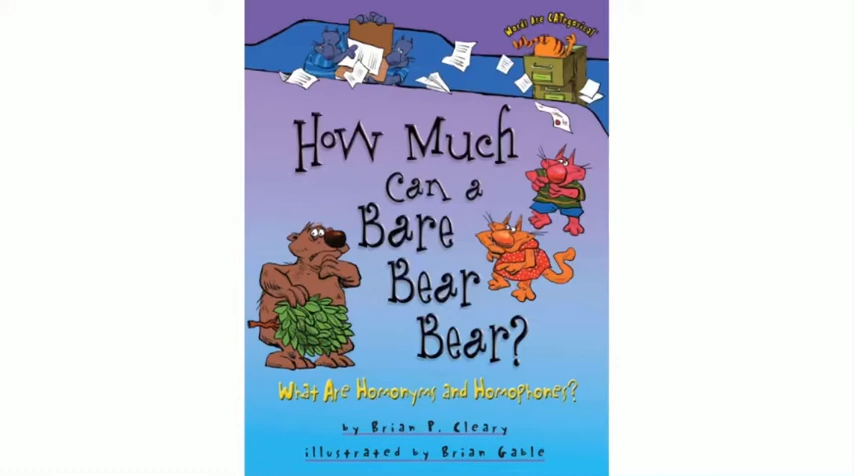 Words Are CATegorical
How Much
Can a
Bare
Bear
Bear?
What Are Homonyms and Homophones?
by Brian P. Cleary
illustrated by Brian Gable